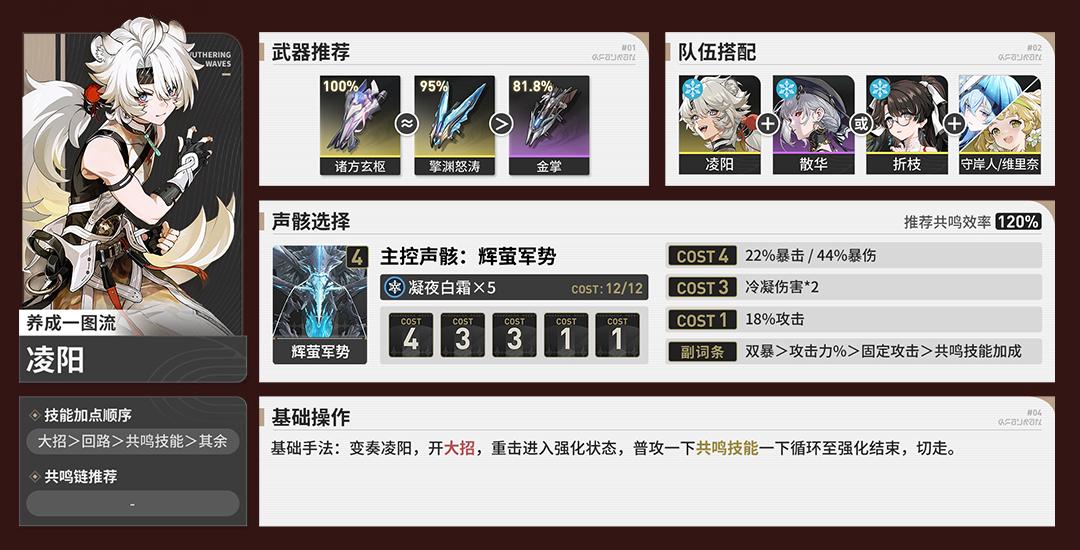 WUTHERING
WAVES
养成一图流
凌阳
技能加点顺序
大招＞回路＞共鸣技能＞其余
共鸣链推荐
-
武器推荐
#01
100%
≈
95%
>
81.8%
诸方玄枢
擎渊怒涛
金掌
队伍搭配
#02
凌阳
+
散华
或
折枝
+
守岸人/维里奈
声骸选择
推荐共鸣效率 120%
4
辉萤军势
主控声骸：辉萤军势
凝夜白霜×5
COST: 12/12
COST 4
COST 3
COST 3
COST 1
COST 1
COST 4 22%暴击 / 44%暴伤
COST 3 冷凝伤害*2
COST 1 18%攻击
副词条 双暴＞攻击力%＞固定攻击＞共鸣技能加成
基础操作
#04
基础手法：变奏凌阳，开大招，重击进入强化状态，普攻一下共鸣技能一下循环至强化结束，切走。